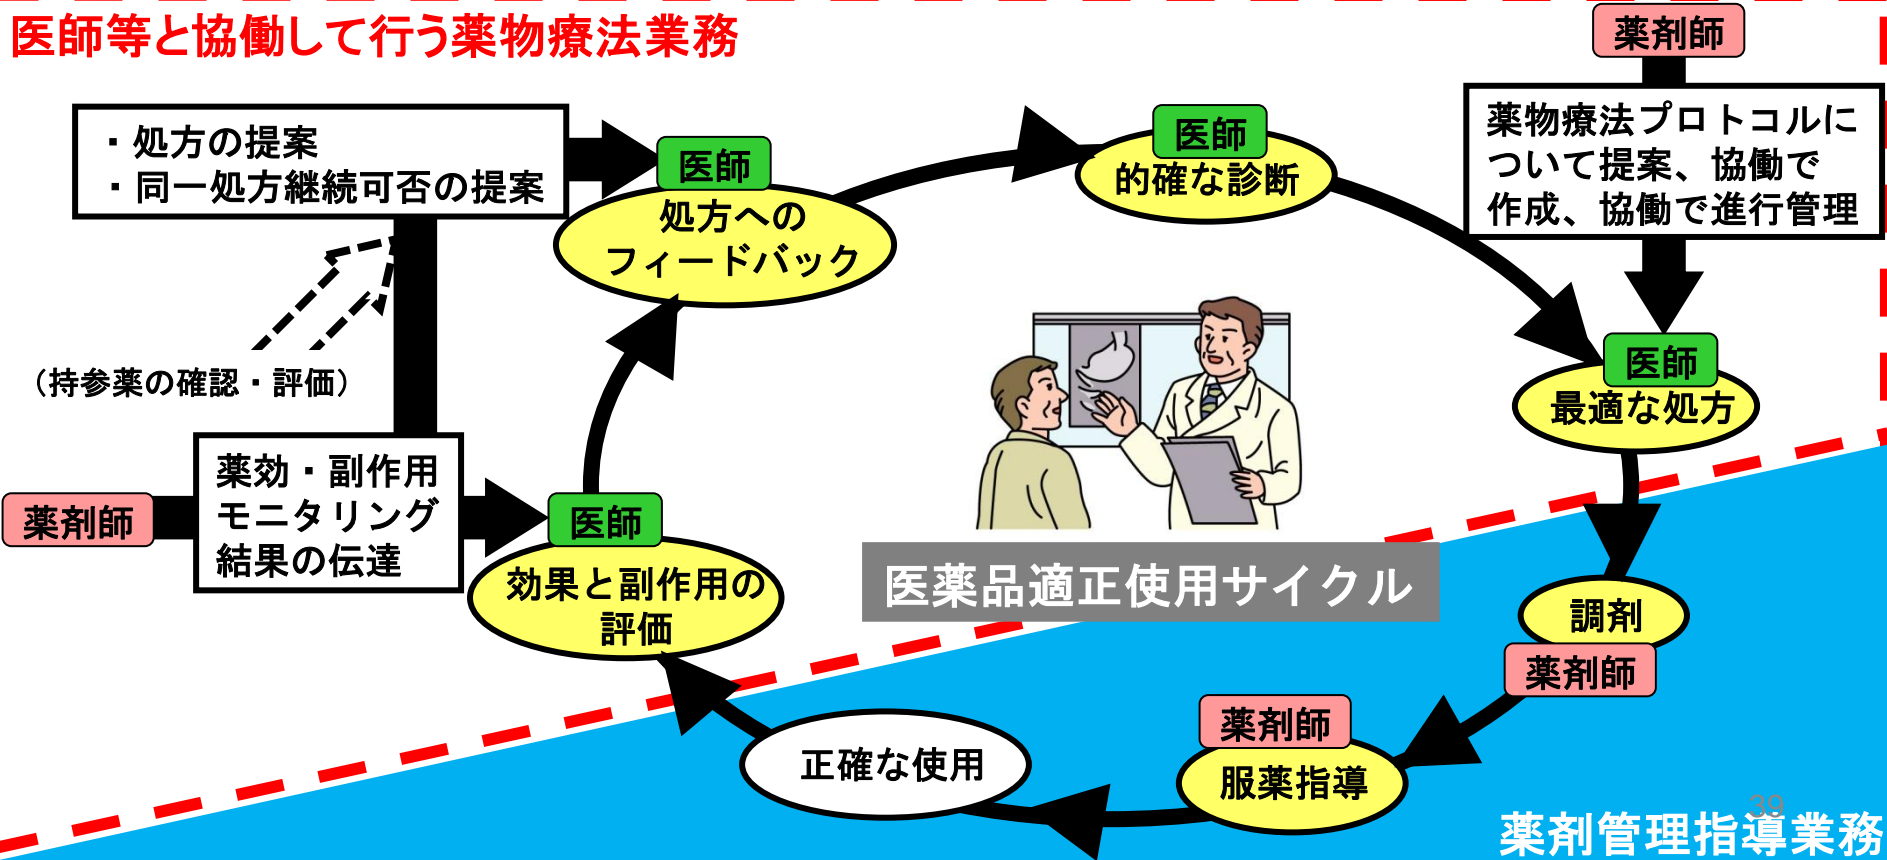 医師等と協働して行う薬物療法業務
薬剤師
・処方の提案
・同一処方継続可否の提案
医師
処方への
フィードバック
医師
的確な診断
薬物療法プロトコルに
ついて提案、協働で
作成、協働で進行管理
医師
最適な処方
（持参薬の確認・評価）
薬剤師
薬効・副作用
モニタリング
結果の伝達
医師
効果と副作用の
評価
医薬品適正使用サイクル
調剤
薬剤師
薬剤師
服薬指導
正確な使用
39
薬剤管理指導業務